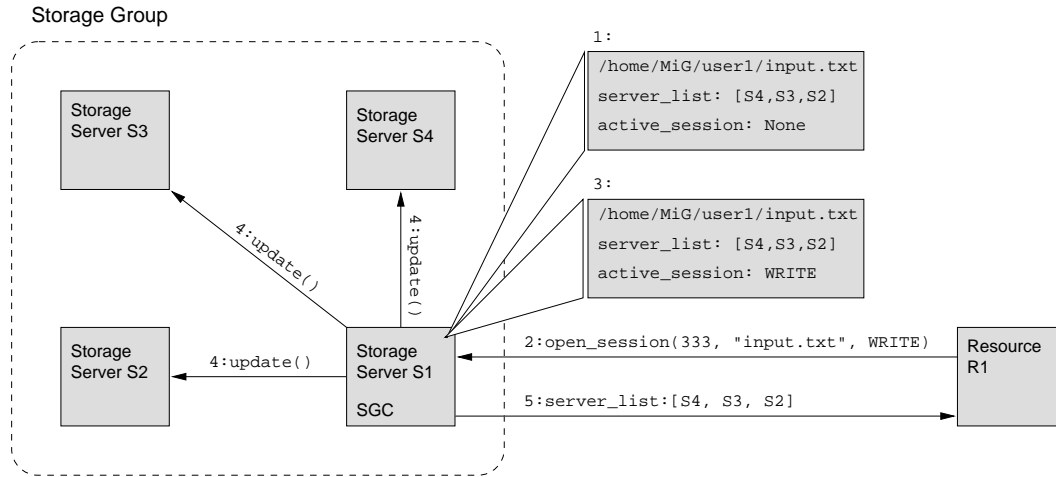 Storage Group
1:
/home/MiG/user1/input.txt
server_list: [S4,S3,S2]
active_session: None
Storage
Server S3
Storage
Server S4
3:
/home/MiG/user1/input.txt
server_list: [S4,S3,S2]
active_session: WRITE
4:update()
4:update()
Storage
Server S2
4:update()
Storage
Server S1
SGC
2:open_session(333, "input.txt", WRITE)
5:server_list:[S4, S3, S2]
Resource
R1